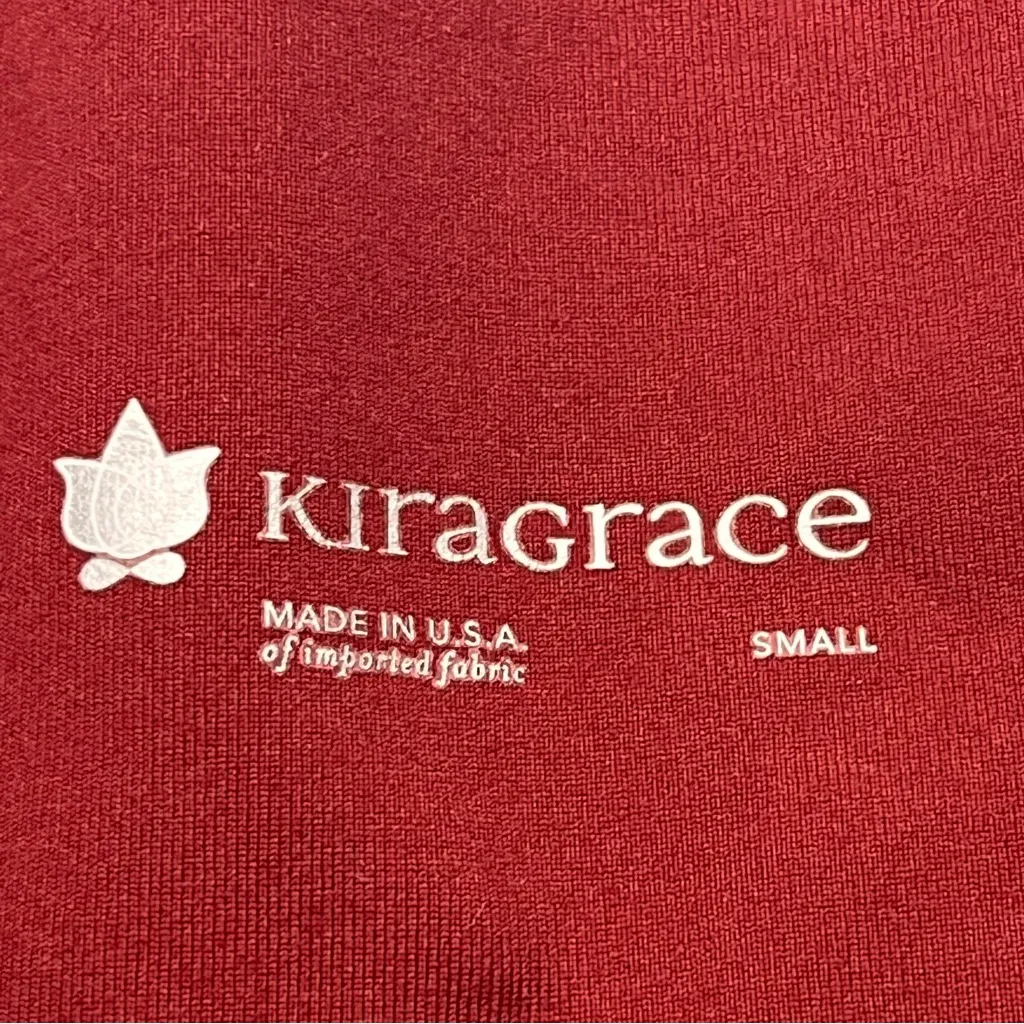 KIraGrace
MADE IN U.S.A.
of imported fabric
SMALL